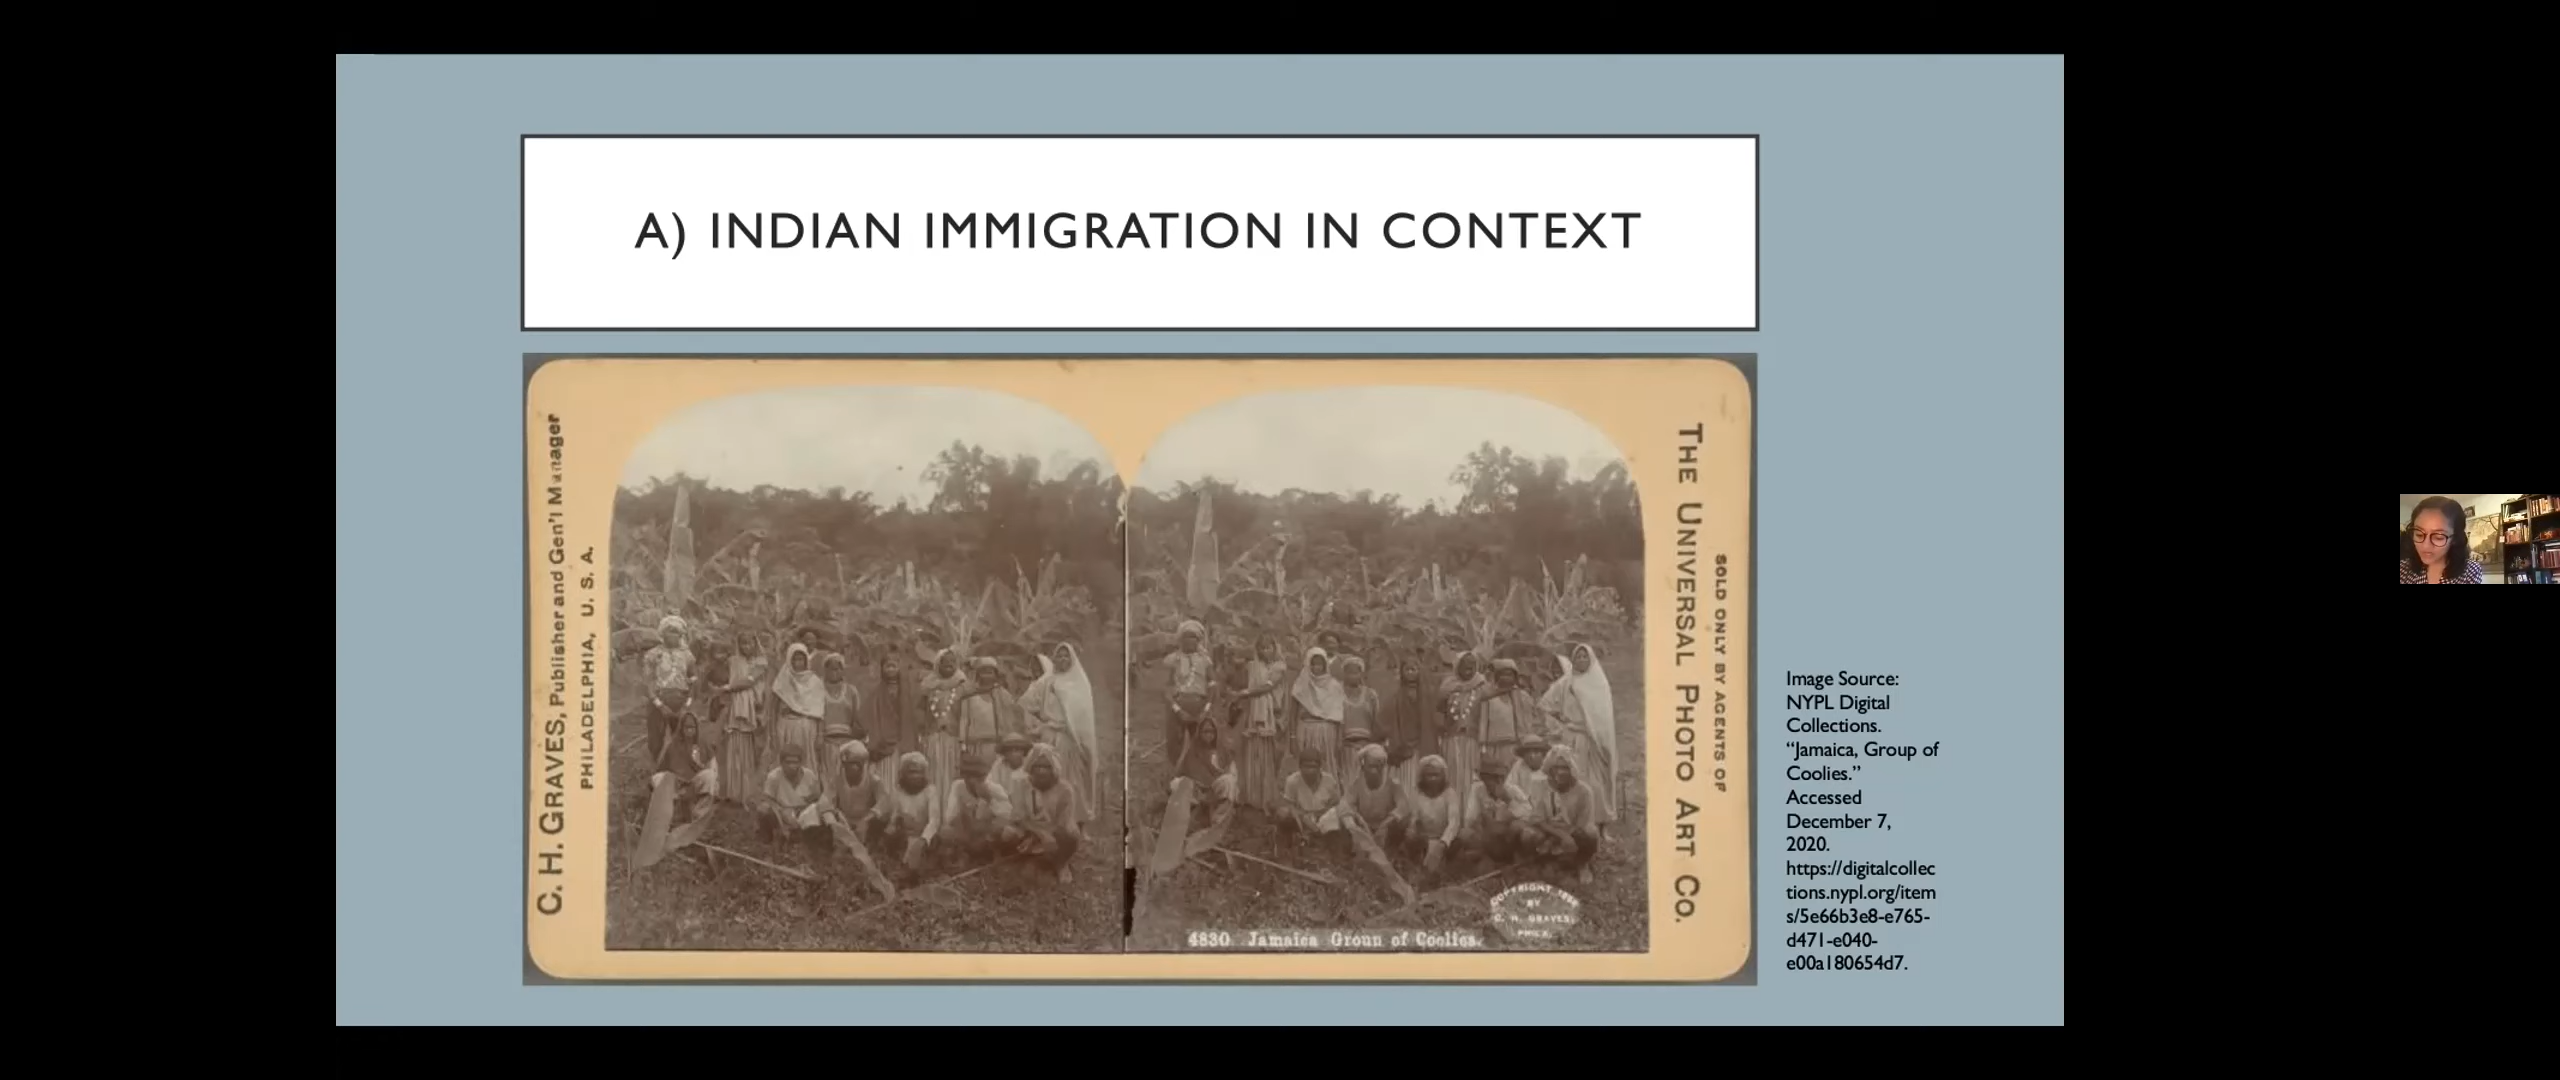 A) INDIAN IMMIGRATION IN CONTEXT
C. H. GRAVES, Publisher and Gen'l Manager
PHILADELPHIA, U. S. A.
THE UNIVERSAL PHOTO ART CO.
SOLD ONLY BY AGENTS OF
COPYRIGHT
BY
C. H. GRAVES.
PHILA.
4830 Jamaica Group of Coolies.
Image Source:
NYPL Digital
Collections.
“Jamaica, Group of
Coolies.”
Accessed
December 7,
2020.
https://digitalcollec
tions.nypl.org/item
s/5e66b3e8-e765-
d471-e040-
e00a180654d7.